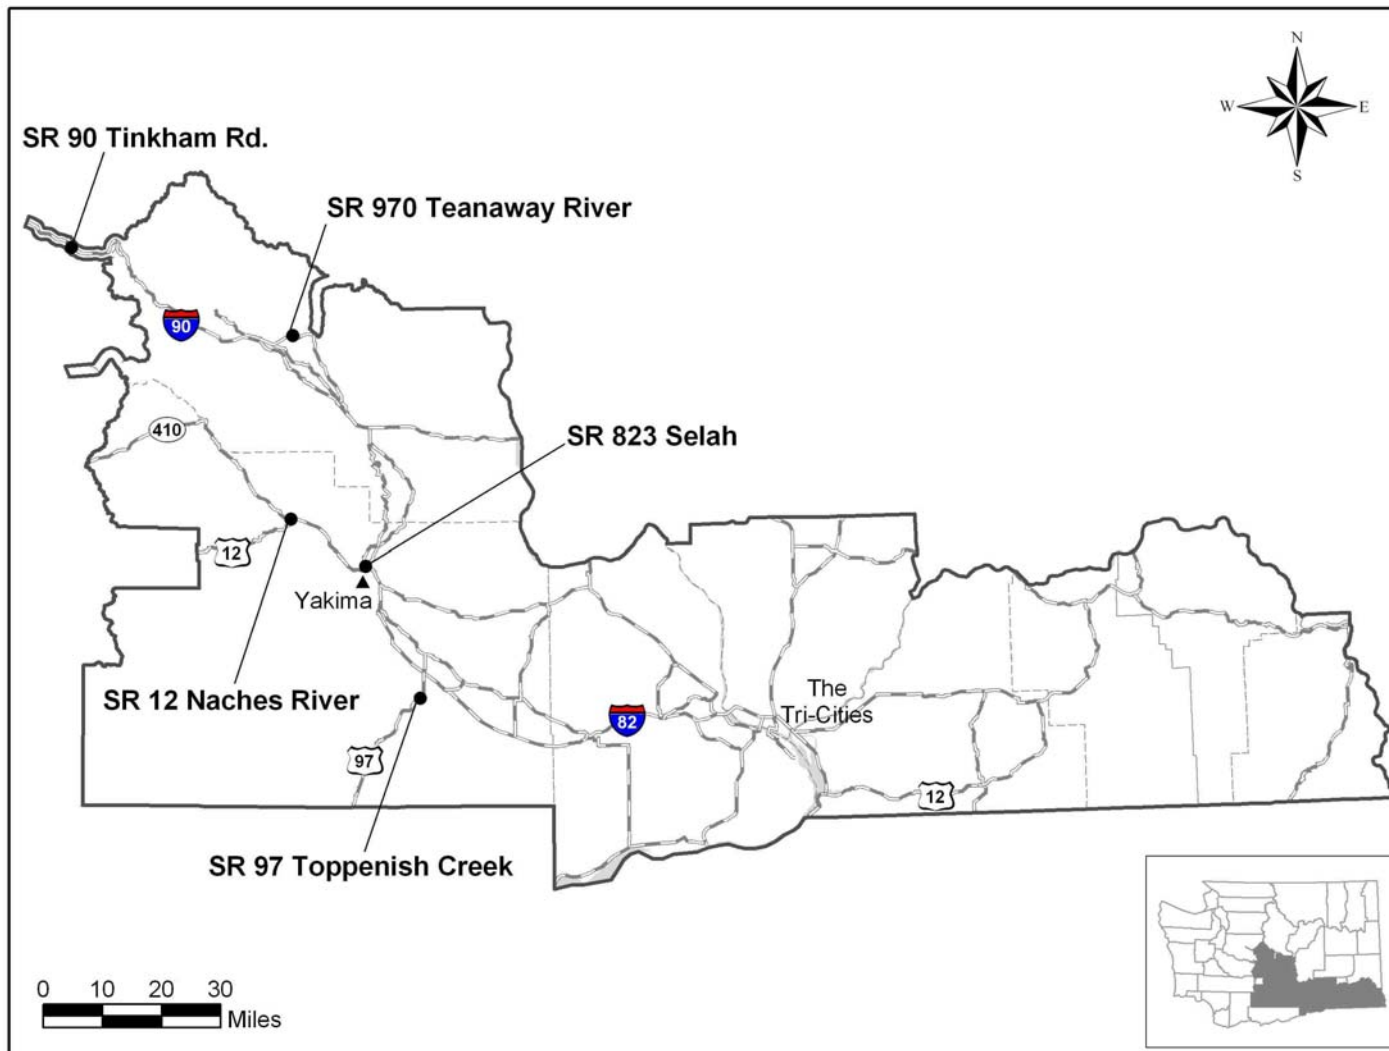 N
W E
S
SR 90 Tinkham Rd.
SR 970 Teanaway River
90
410
SR 823 Selah
12
Yakima
SR 12 Naches River
The
Tri-Cities
82
97
12
SR 97 Toppenish Creek
0 10 20 30
Miles